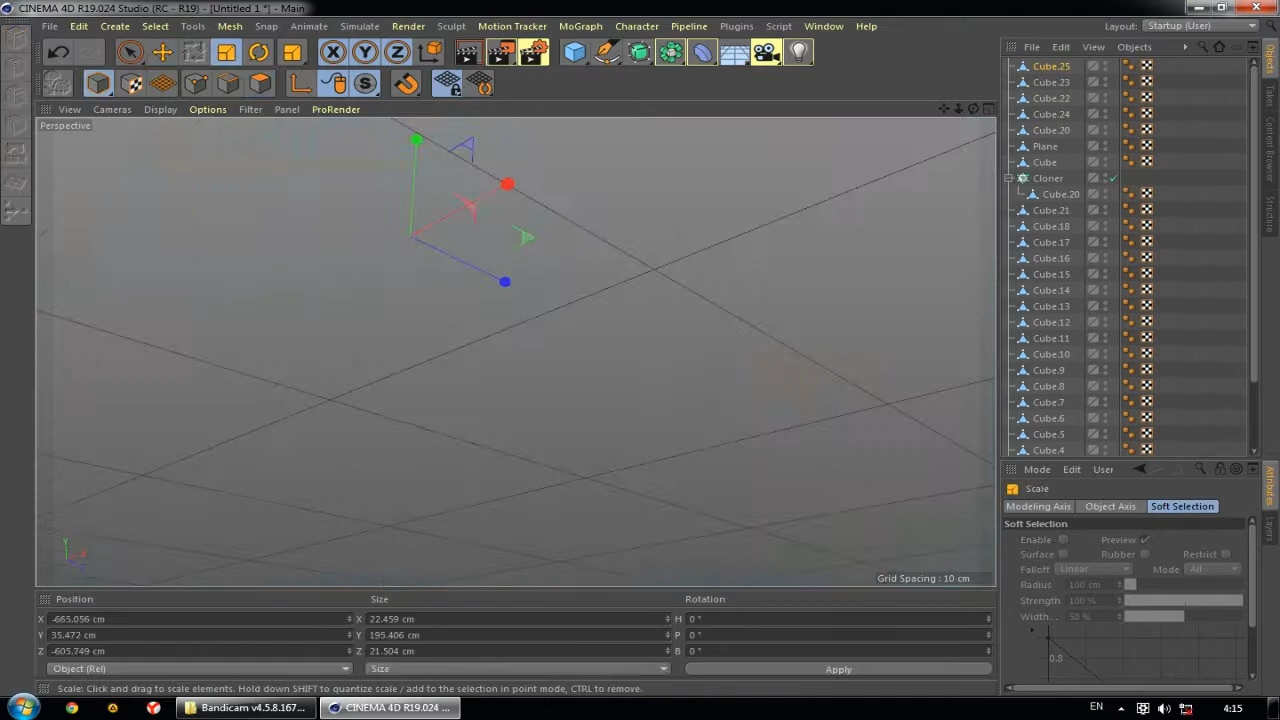 CINEMA 4D R19.024 Studio (RC - R19) - [Untitled 1 *] - Main
File Edit Create Select Tools Mesh Snap Animate Simulate Render Sculpt Motion Tracker MoGraph Character Pipeline Plugins Script Window Help
Layout: Startup (User)
File Edit View Objects
View Cameras Display Options Filter Panel ProRender
Perspective
Cube.25
Cube.23
Cube.22
Cube.24
Cube.20
Plane
Cube
Cloner
Cube.20
Cube.21
Cube.18
Cube.17
Cube.16
Cube.15
Cube.14
Cube.13
Cube.12
Cube.11
Cube.10
Cube.9
Cube.8
Cube.7
Cube.6
Cube.5
Cube.4
Objects
Takes
Content Browser
Structure
Mode Edit User
Scale
Modeling Axis Object Axis Soft Selection
Soft Selection
Enable Preview
Surface Rubber Restrict
Falloff Linear Mode All
Radius 100 cm
Strength 100 %
Width . . 50 %
0.8
Attributes
Layers
Y
Grid Spacing : 10 cm
Position Size Rotation
X -665.056 cm X 22.459 cm H 0 °
Y 35.472 cm Y 195.406 cm P 0 °
Z -605.749 cm Z 21.504 cm B 0 °
Object (Rel) Size Apply
Scale: Click and drag to scale elements. Hold down SHIFT to quantize scale / add to the selection in point mode, CTRL to remove.
Bandicam v4.5.8.167... CINEMA 4D R19.024 ... EN 4:15